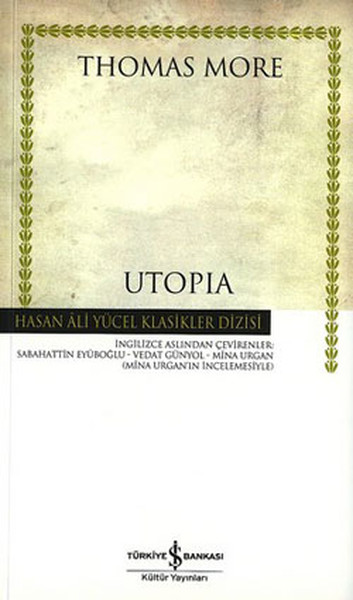 THOMAS MORE
UTOPIA
HASAN ÂLİ YÜCEL KLASİKLER DİZİSİ
İNGİLİZCE ASLINDAN ÇEVİRENLER:
SABAHATTİN EYÜBOĞLU - VEDAT GÜNYOL - MİNA URGAN
(MİNA URGAN'IN İNCELEMESİYLE)
TÜRKİYE İŞ BANKASI
Kültür Yayınları